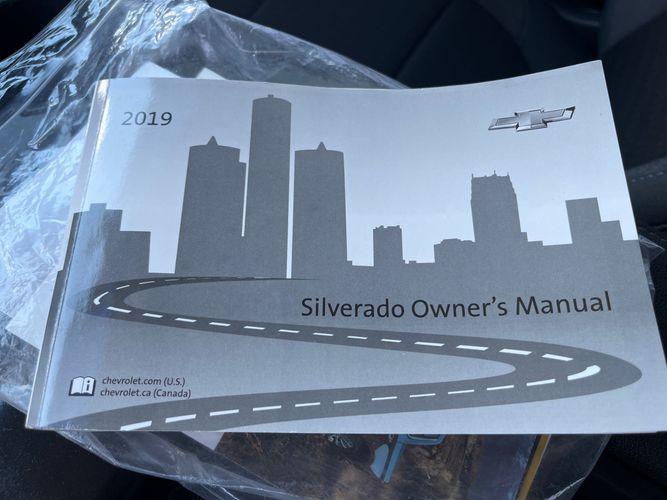 2019
Silverado Owner's Manual
chevrolet.com (U.S.)
chevrolet.ca (Canada)